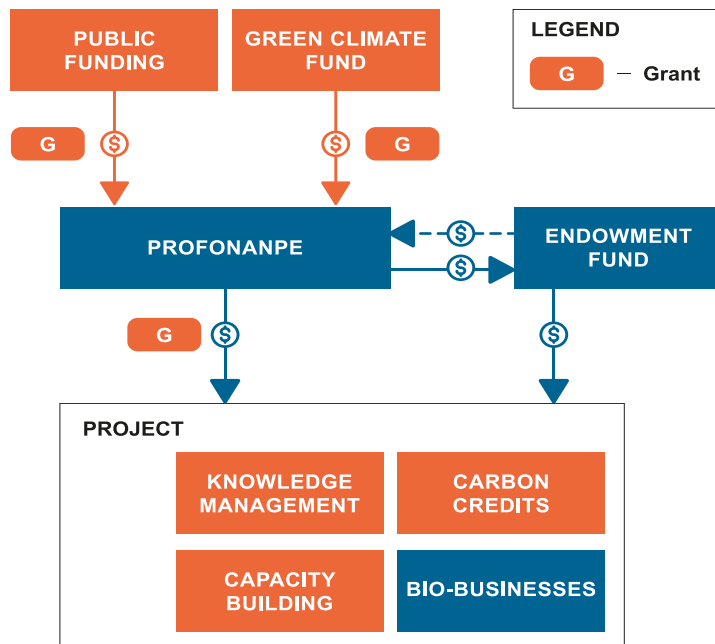 PUBLIC
FUNDING
GREEN CLIMATE
FUND
LEGEND
G – Grant
G
$
$
G
PROFONANPE
$
$
ENDOWMENT
FUND
G
$
$
PROJECT
KNOWLEDGE
MANAGEMENT
CARBON
CREDITS
CAPACITY
BUILDING
BIO-BUSINESSES